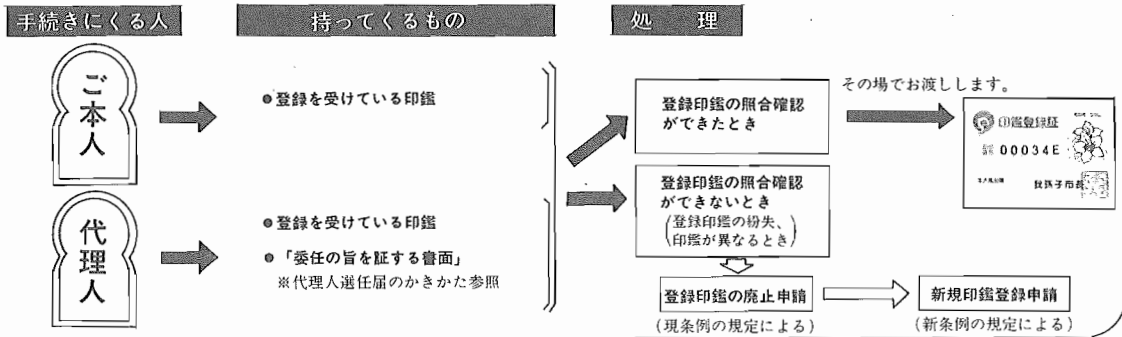 手続きにくる人
持ってくるもの
処理
ご本人
●登録を受けている印鑑
代理人
●登録を受けている印鑑
●「委任の旨を証する書面」
※代理人選任届のかきかた参照
登録印鑑の照合確認
ができたとき
その場でお渡しします。
印鑑登録証
00034E
我孫子市長
登録印鑑の照合確認
ができないとき
(登録印鑑の紛失、
印鑑が異なるとき)
登録印鑑の廃止申請
(現条例の規定による)
新規印鑑登録申請
(新条例の規定による)